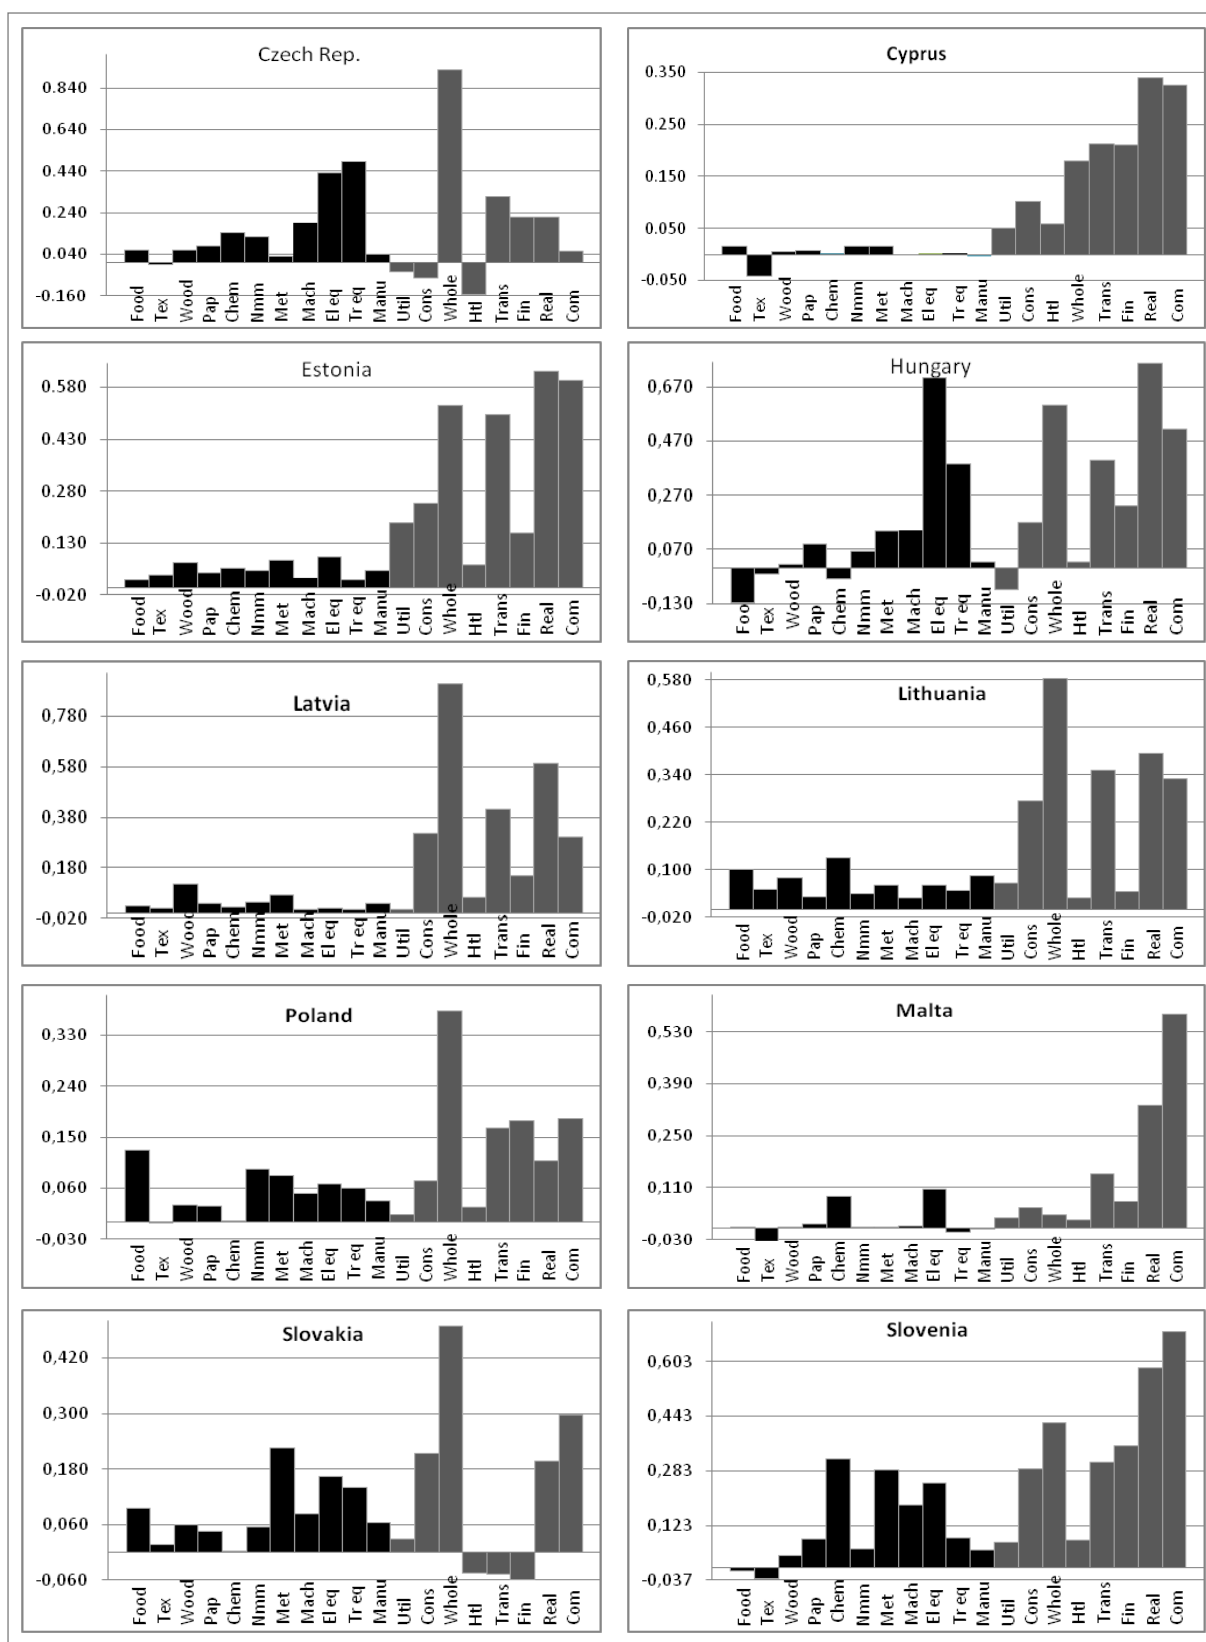 Czech Rep.
0.840
0.640
0.440
0.240
0.040
-0.160
Food Tex Wood Pap Chem Nmm Met Mach El eq Tr eq Manu Util Cons Whole Htl Trans Fin Real Com
Cyprus
0.350
0.250
0.150
0.050
-0.050
Food Tex Wood Pap Chem Nmm Met Mach El eq Tr eq Manu Util Cons Htl Whole Trans Fin Real Com
Estonia
0.580
0.430
0.280
0.130
-0.020
Food Tex Wood Pap Chem Nmm Met Mach El eq Tr eq Manu Util Cons Whole Htl Trans Fin Real Com
Hungary
0,670
0,470
0,270
0,070
-0,130
Foo Tex Wood Pap Chem Nmm Met Mach El eq Tr eq Manu Util Cons Whole Htl Trans Fin Real Com
Latvia
0,780
0,580
0,380
0,180
-0,020
Food Tex Wood Pap Chem Nmm Met Mach El eq Tr eq Manu Util Cons Whole Htl Trans Fin Real Com
Lithuania
0,580
0,460
0,340
0,220
0,100
-0,020
Food Tex Wood Pap Chem Nmm Met Mach El eq Tr eq Manu Util Cons Whole Htl Trans Fin Real Com
Poland
0,330
0,240
0,150
0,060
-0,030
Food Tex Wood Pap Chem Nmm Met Mach El eq Tr eq Manu Util Cons Whole Htl Trans Fin Real Com
Malta
0,530
0,390
0,250
0,110
-0,030
Food Tex Wood Pap Chem Nmm Met Mach El eq Tr eq Manu Util Cons Whole Htl Trans Fin Real Com
Slovakia
0,420
0,300
0,180
0,060
-0,060
Food Tex Wood Pap Chem Nmm Met Mach El eq Tr eq Manu Util Cons Whole Htl Trans Fin Real Com
Slovenia
0,603
0,443
0,283
0,123
-0,037
Food Tex Wood Pap Chem Nmm Met Mach El eq Tr eq Manu Util Cons Whole Htl Trans Fin Real Com